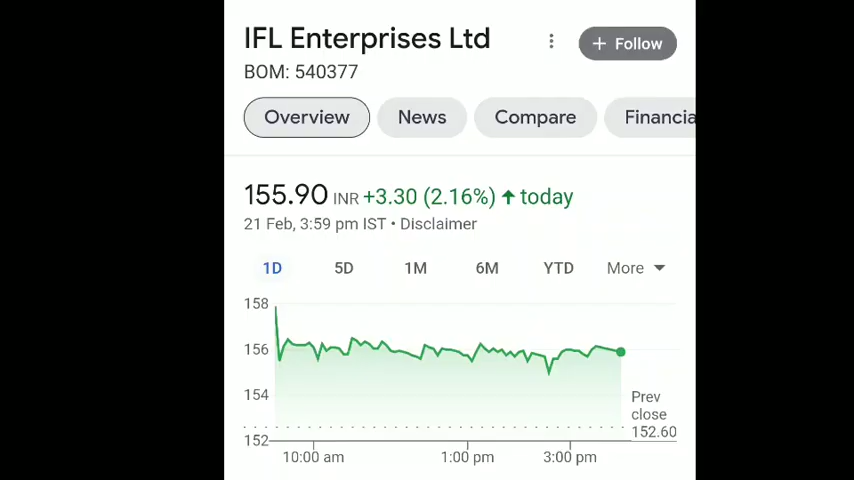 IFL Enterprises Ltd
+ Follow
BOM: 540377
Overview News Compare Financia
155.90 INR +3.30 (2.16%) ↑ today
21 Feb, 3:59 pm IST • Disclaimer
1D 5D 1M 6M YTD More
158
156
154
152
Prev
close
152.60
10:00 am 1:00 pm 3:00 pm